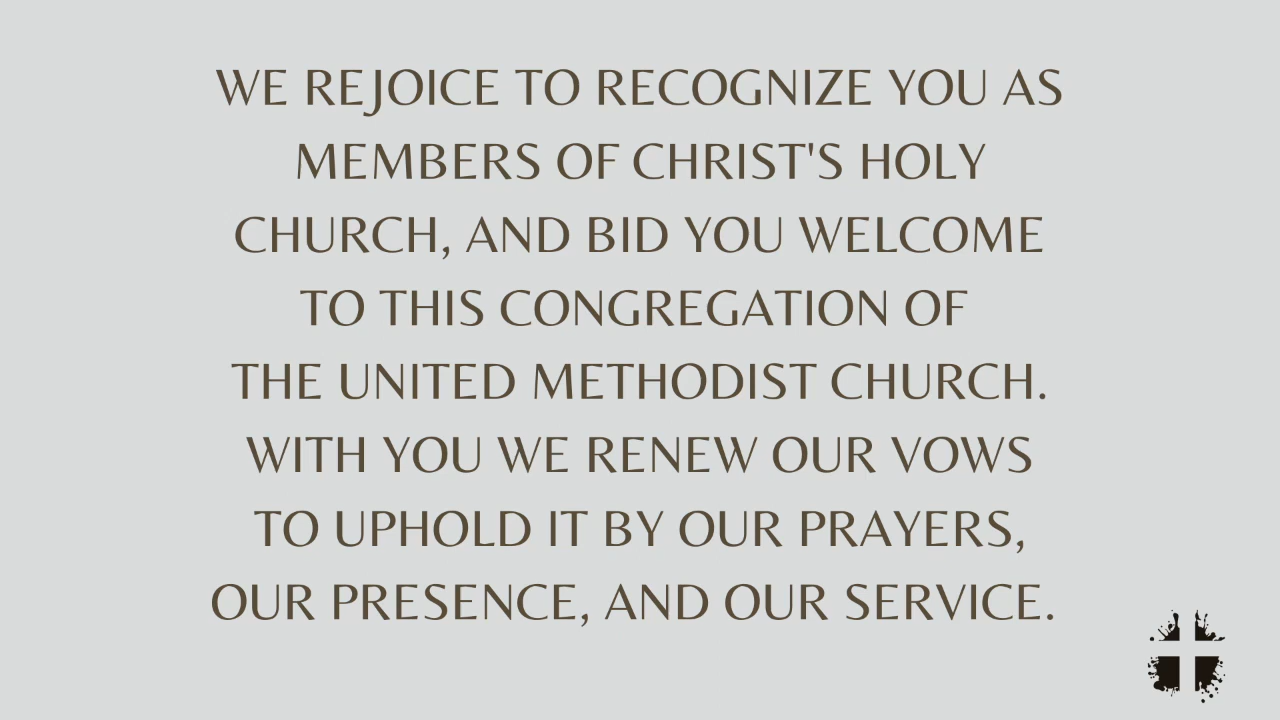 WE REJOICE TO RECOGNIZE YOU AS
MEMBERS OF CHRIST'S HOLY
CHURCH, AND BID YOU WELCOME
TO THIS CONGREGATION OF
THE UNITED METHODIST CHURCH.
WITH YOU WE RENEW OUR VOWS
TO UPHOLD IT BY OUR PRAYERS,
OUR PRESENCE, AND OUR SERVICE.